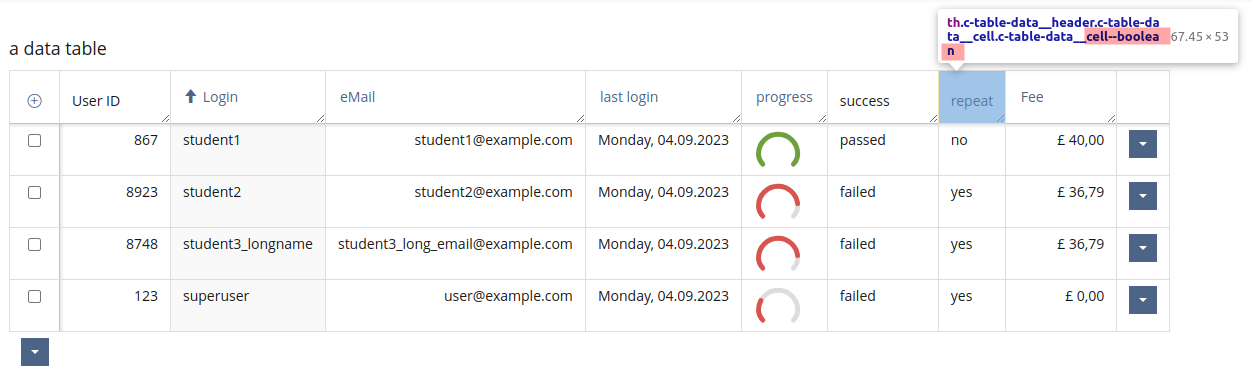 th.c-table-data__header.c-table-da
ta__cell.c-table-data__cell--boolea 67.45 × 53
n
a data table
User ID Login eMail last login progress success repeat Fee
867 student1 student1@example.com Monday, 04.09.2023 passed no £ 40,00
8923 student2 student2@example.com Monday, 04.09.2023 failed yes £ 36,79
8748 student3_longname student3_long_email@example.com Monday, 04.09.2023 failed yes £ 36,79
123 superuser user@example.com Monday, 04.09.2023 failed yes £ 0,00